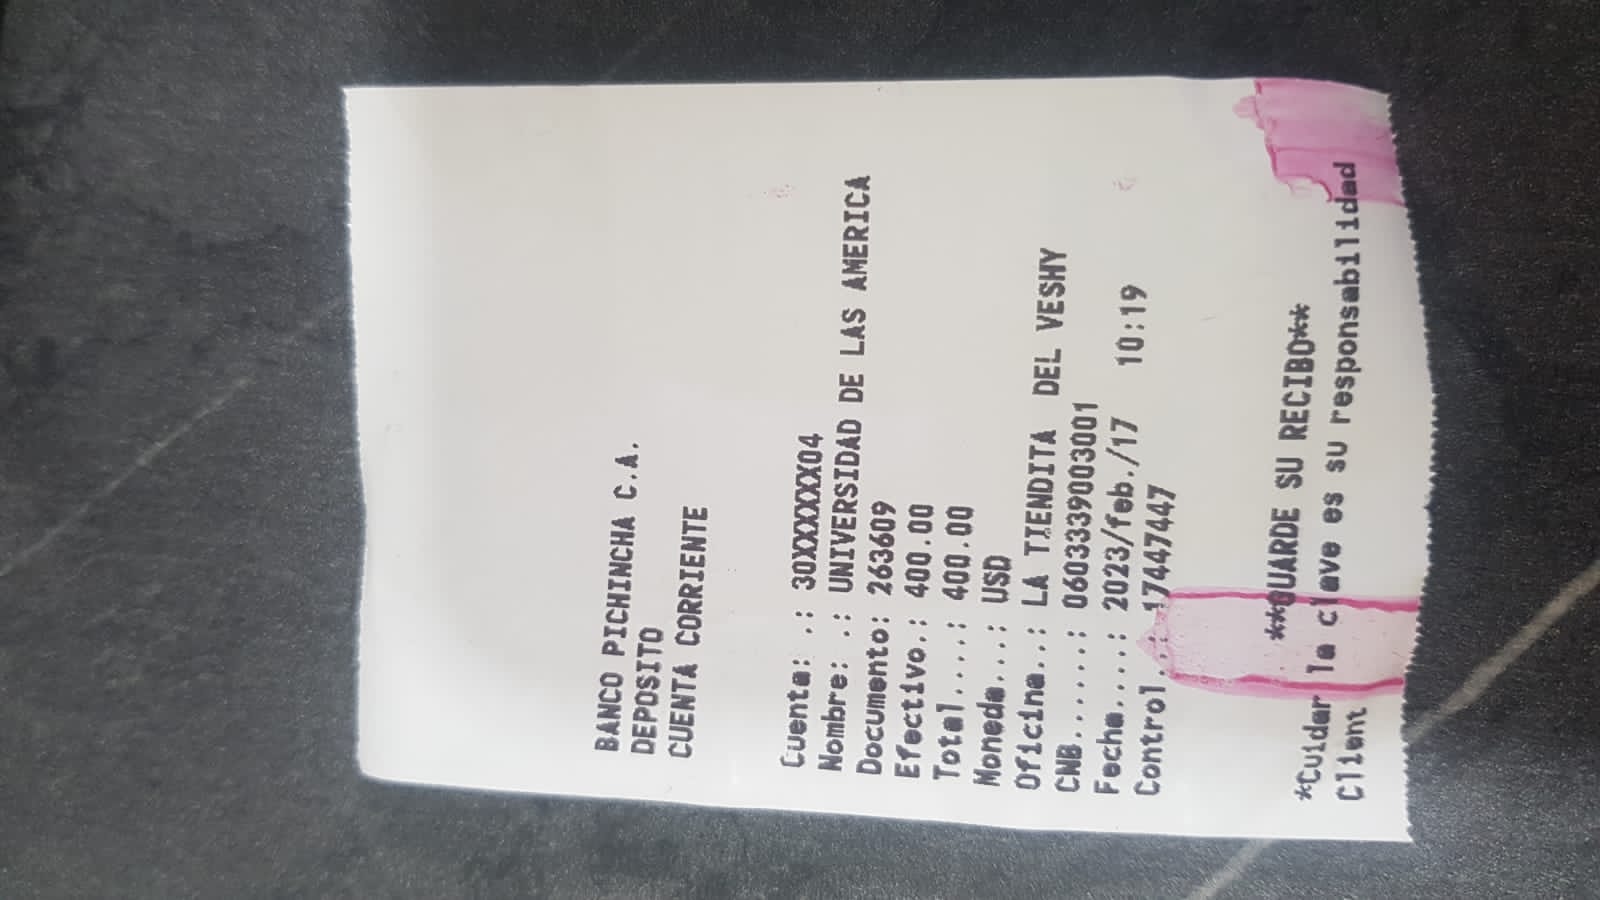 BANCO PICHINCHA C.A.
DEPOSITO
CUENTA CORRIENTE
Cuenta: .: 30XXXXXX04
Nombre: .: UNIVERSIDAD DE LAS AMERICA
Documento: 263609
Efectivo.: 400.00
Total....: 400.00
Moneda...: USD
Oficina..: LA TIENDITA DEL VESHY
CNB......: 0603339003001
Fecha....: 2023/feb./17 10:19
Control..: 17447447
**GUARDE SU RECIBO**
*Cuidar la clave es su responsabilidad
Client